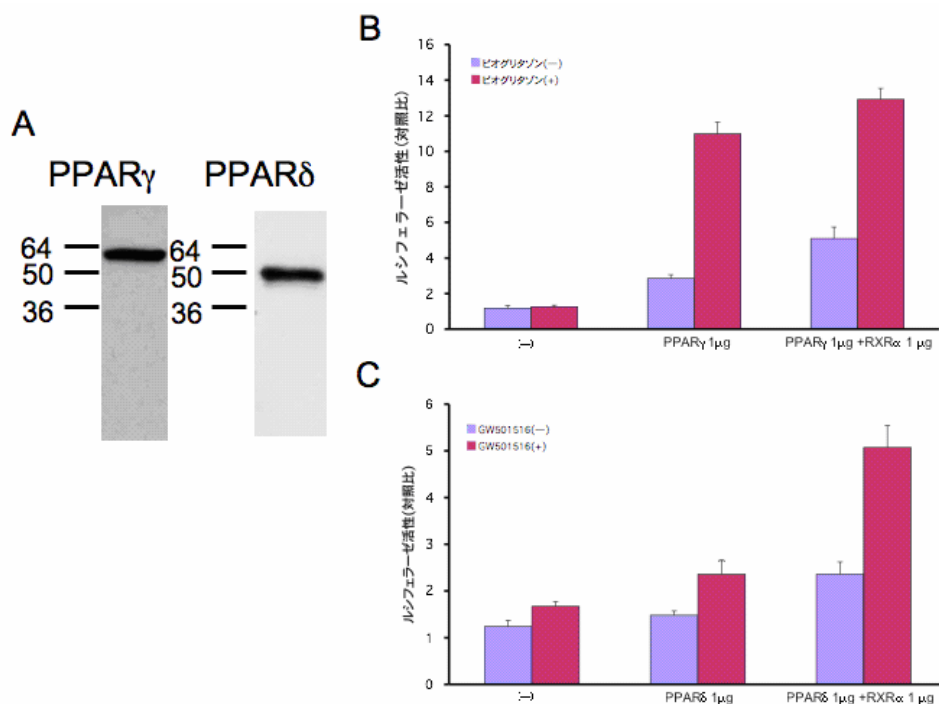 A
PPARγ
PPARδ
64
50
36
64
50
36
B
ルシフェラーゼ活性(対照比)
16
14
12
10
8
6
4
2
0
ピオグリタゾン(—)
ピオグリタゾン(+)
(—)
PPARγ 1μg
PPARγ 1μg +RXRα 1 μg
C
ルシフェラーゼ活性(対照比)
6
5
4
3
2
1
0
GW501516(—)
GW501516(+)
(—)
PPARδ 1μg
PPARδ 1μg +RXRα 1 μg